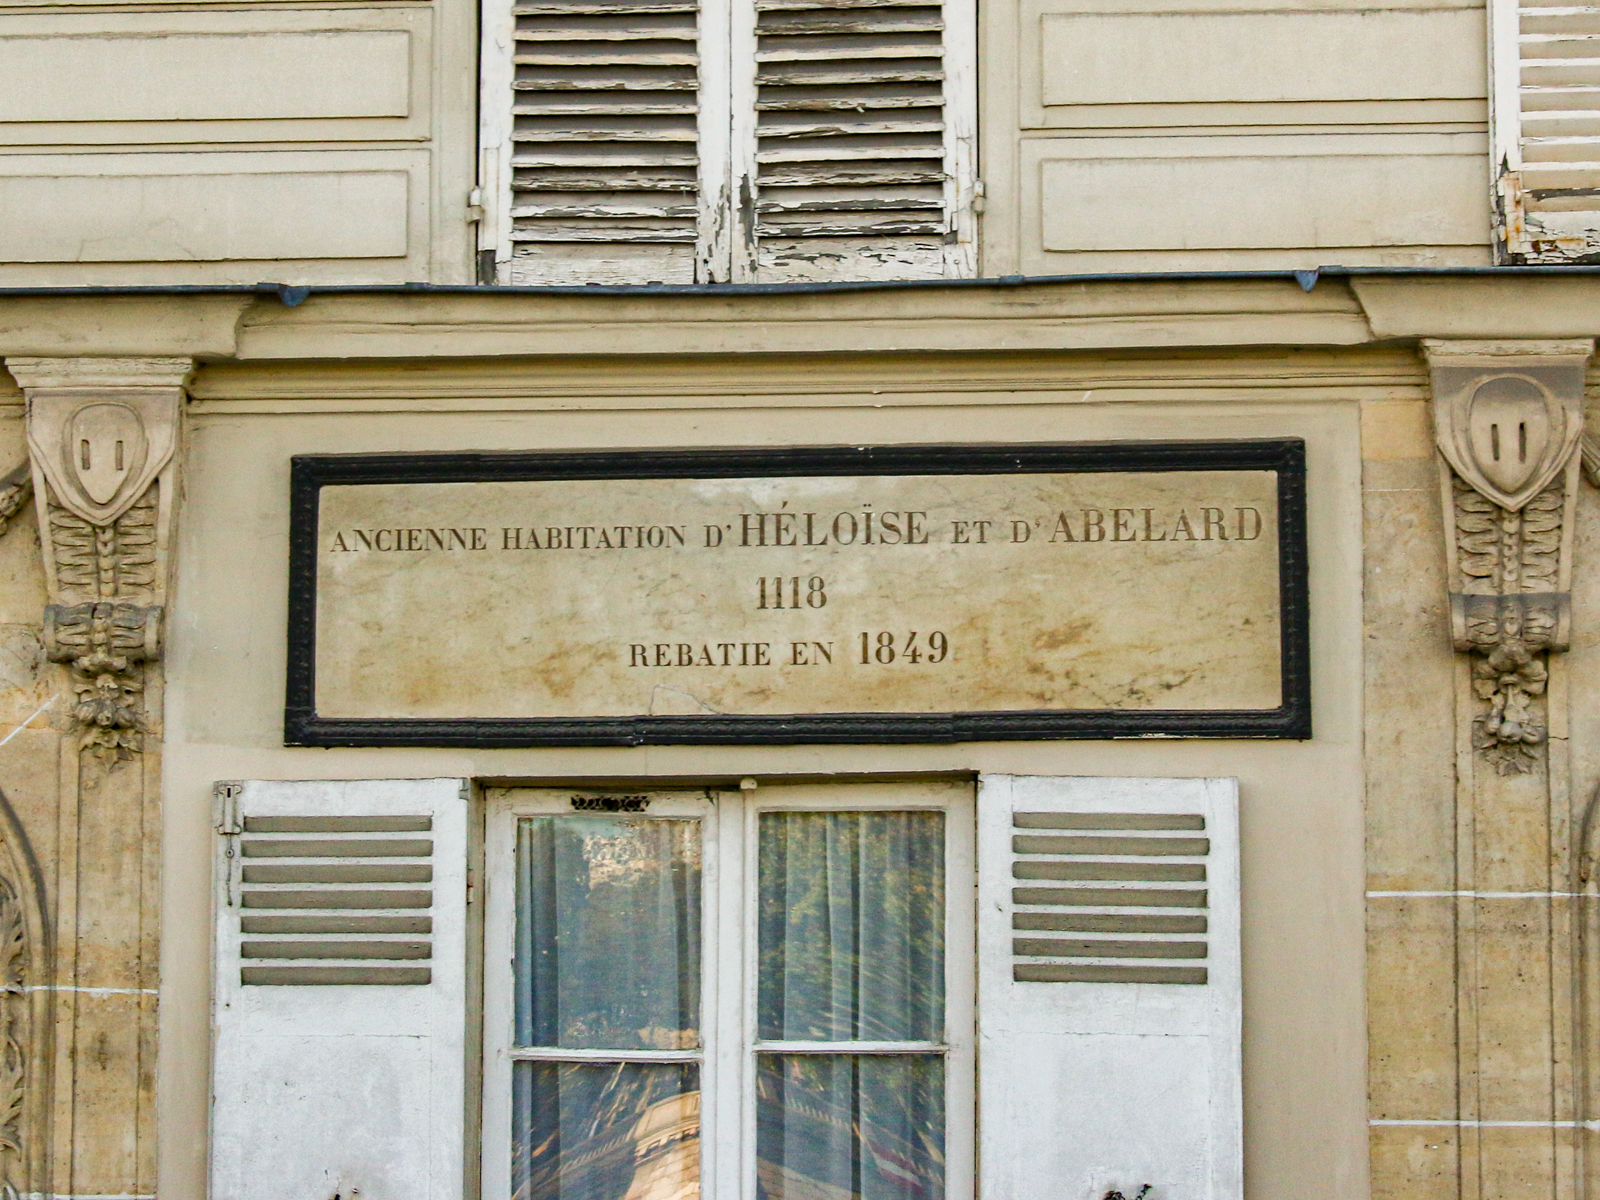 ANCIENNE HABITATION D'HÉLOÏSE ET D'ABELARD
1118
REBATIE EN 1849